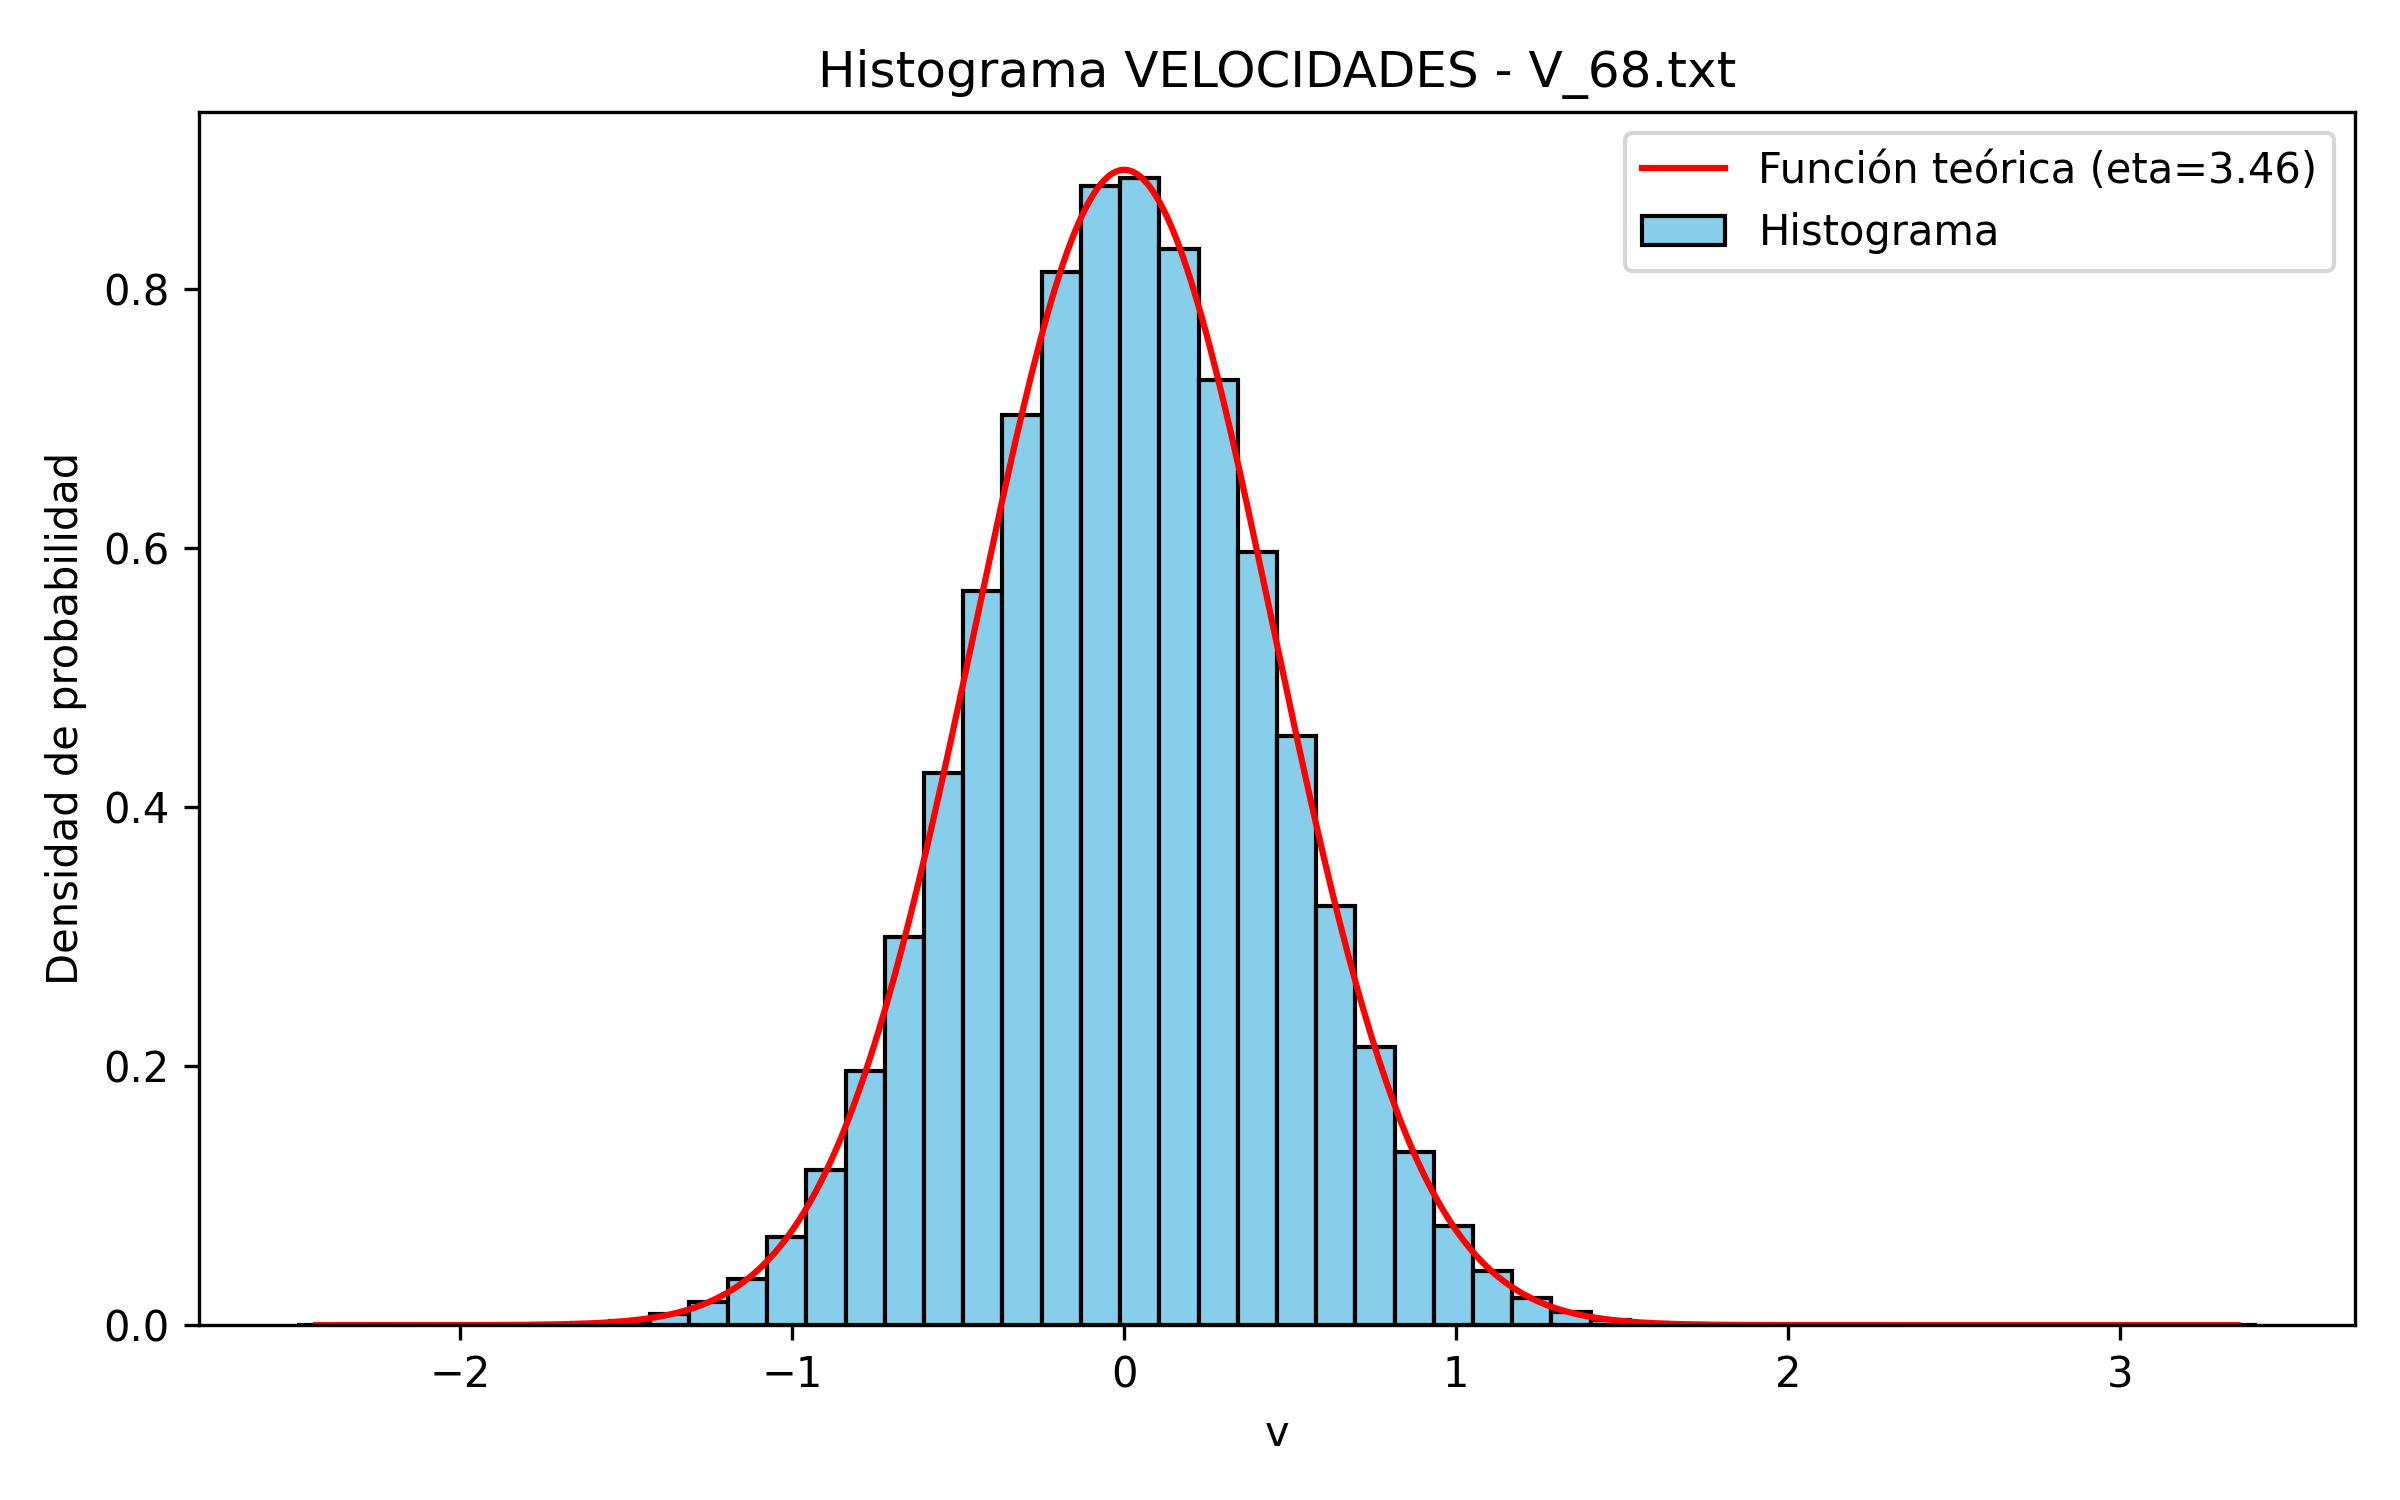 Histograma VELOCIDADES - V_68.txt
Función teórica (eta=3.46)
Histograma
Densidad de probabilidad
0.8
0.6
0.4
0.2
0.0
−2
−1
0
1
2
3
v